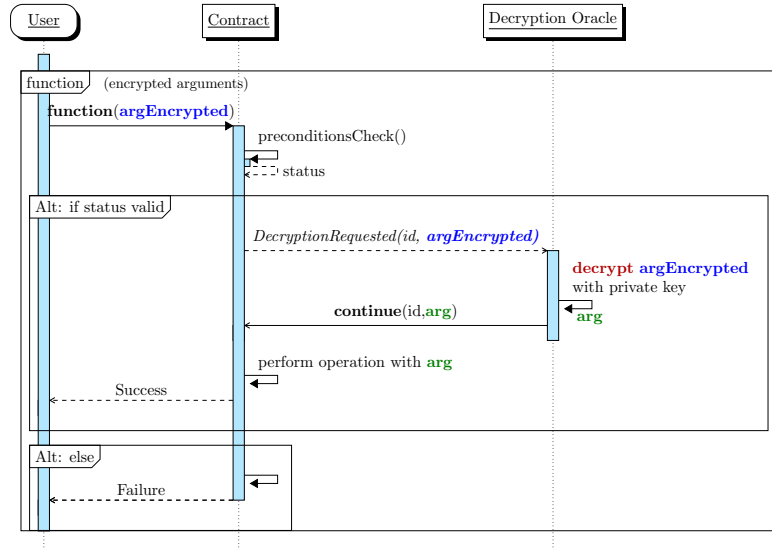 User
Contract
Decryption Oracle
function
(encrypted arguments)
function(argEncrypted)
preconditionsCheck()
status
Alt: if status valid
DecryptionRequested(id, argEncrypted)
decrypt argEncrypted
with private key
arg
continue(id,arg)
perform operation with arg
Success
Alt: else
Failure